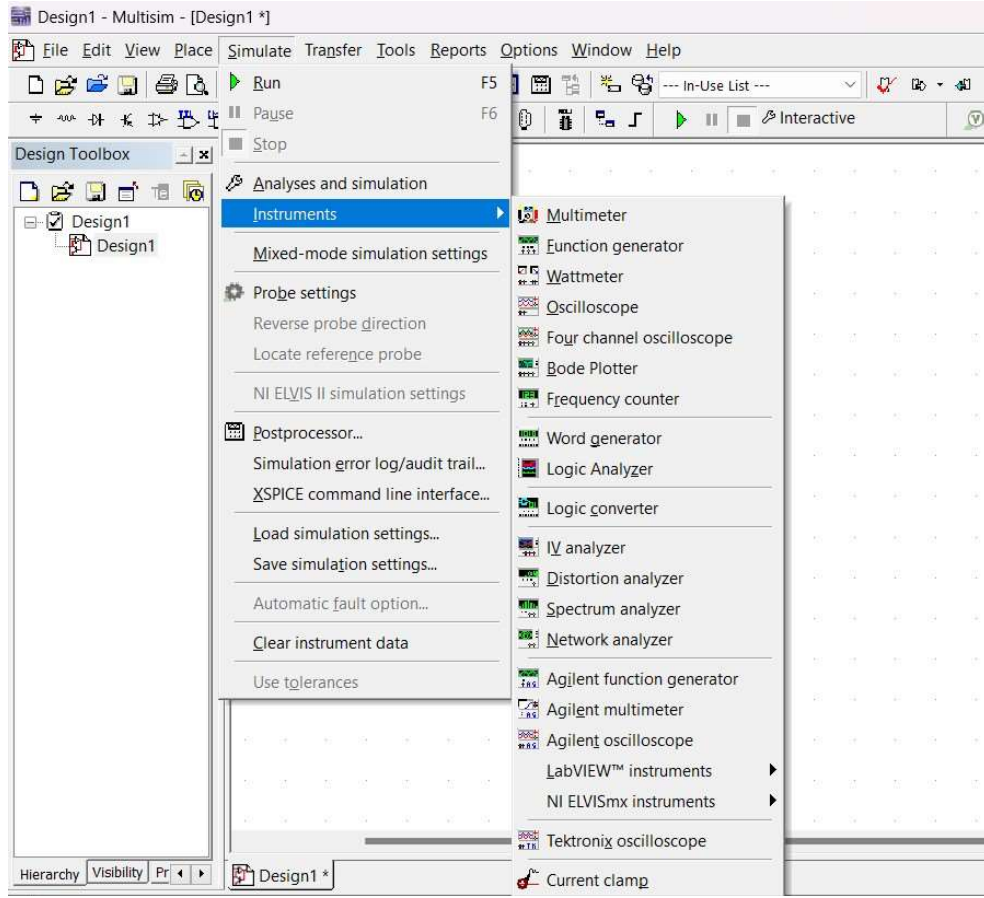 Design1 - Multisim - [Design1 *]
File Edit View Place Simulate Transfer Tools Reports Options Window Help
--- In-Use List ---
Interactive
Design Toolbox
Design1
Design1
Run F5
Pause F6
Stop
Analyses and simulation
Instruments
Mixed-mode simulation settings
Probe settings
Reverse probe direction
Locate reference probe
NI ELVIS II simulation settings
Postprocessor...
Simulation error log/audit trail...
XSPICE command line interface...
Load simulation settings...
Save simulation settings...
Automatic fault option...
Clear instrument data
Use tolerances
Multimeter
Function generator
Wattmeter
Oscilloscope
Four channel oscilloscope
Bode Plotter
Frequency counter
Word generator
Logic Analyzer
Logic converter
IV analyzer
Distortion analyzer
Spectrum analyzer
Network analyzer
Agilent function generator
Agilent multimeter
Agilent oscilloscope
LabVIEW™ instruments
NI ELVISmx instruments
Tektronix oscilloscope
Current clamp
Hierarchy Visibility Pr
Design1 *